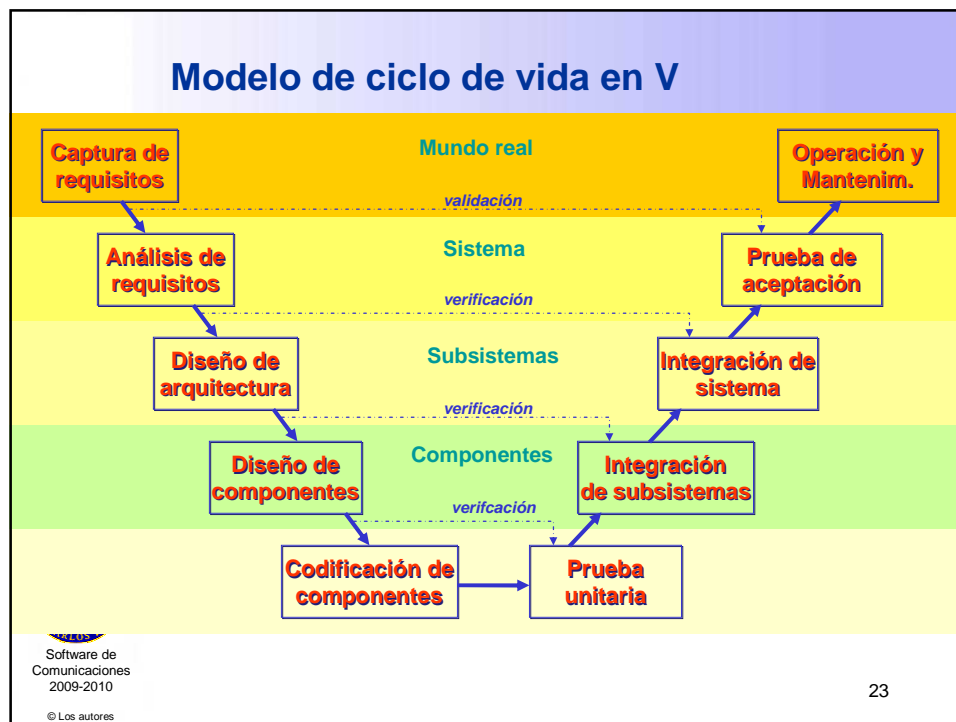 Modelo de ciclo de vida en V
Captura de
requisitos
Mundo real
Operación y
Mantenim.
validación
Análisis de
requisitos
Sistema
Prueba de
aceptación
verificación
Diseño de
arquitectura
Subsistemas
Integración de
sistema
verificación
Diseño de
componentes
Componentes
Integración
de subsistemas
verifcación
Codificación de
componentes
Prueba
unitaria
Software de
Comunicaciones
2009-2010
© Los autores
23